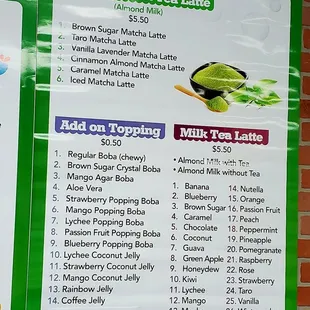 Latte
(Almond Milk)
$5.50
1. Brown Sugar Matcha Latte
2. Taro Matcha Latte
3. Vanilla Lavender Matcha Latte
4. Cinnamon Almond Matcha Latte
5. Caramel Matcha Latte
6. Iced Matcha Latte
Add on Topping
$0.50
1. Regular Boba (chewy)
2. Brown Sugar Crystal Boba
3. Mango Agar Boba
4. Aloe Vera
5. Strawberry Popping Boba
6. Mango Popping Boba
7. Lychee Popping Boba
8. Passion Fruit Popping Boba
9. Blueberry Popping Boba
10. Lychee Coconut Jelly
11. Strawberry Coconut Jelly
12. Mango Coconut Jelly
13. Rainbow Jelly
14. Coffee Jelly
Milk Tea Latte
$5.50
• Almond Milk with Tea
• Almond Milk without Tea
1. Banana
2. Blueberry
3. Brown Sugar
4. Caramel
5. Chocolate
6. Coconut
7. Guava
8. Green Apple
9. Honeydew
10. Kiwi
11. Lychee
12. Mango
14. Nutella
15. Orange
16. Passion Fruit
17. Peach
18. Peppermint
19. Pineapple
20. Pomegranate
21. Raspberry
22. Rose
23. Strawberry
24. Taro
25. Vanilla